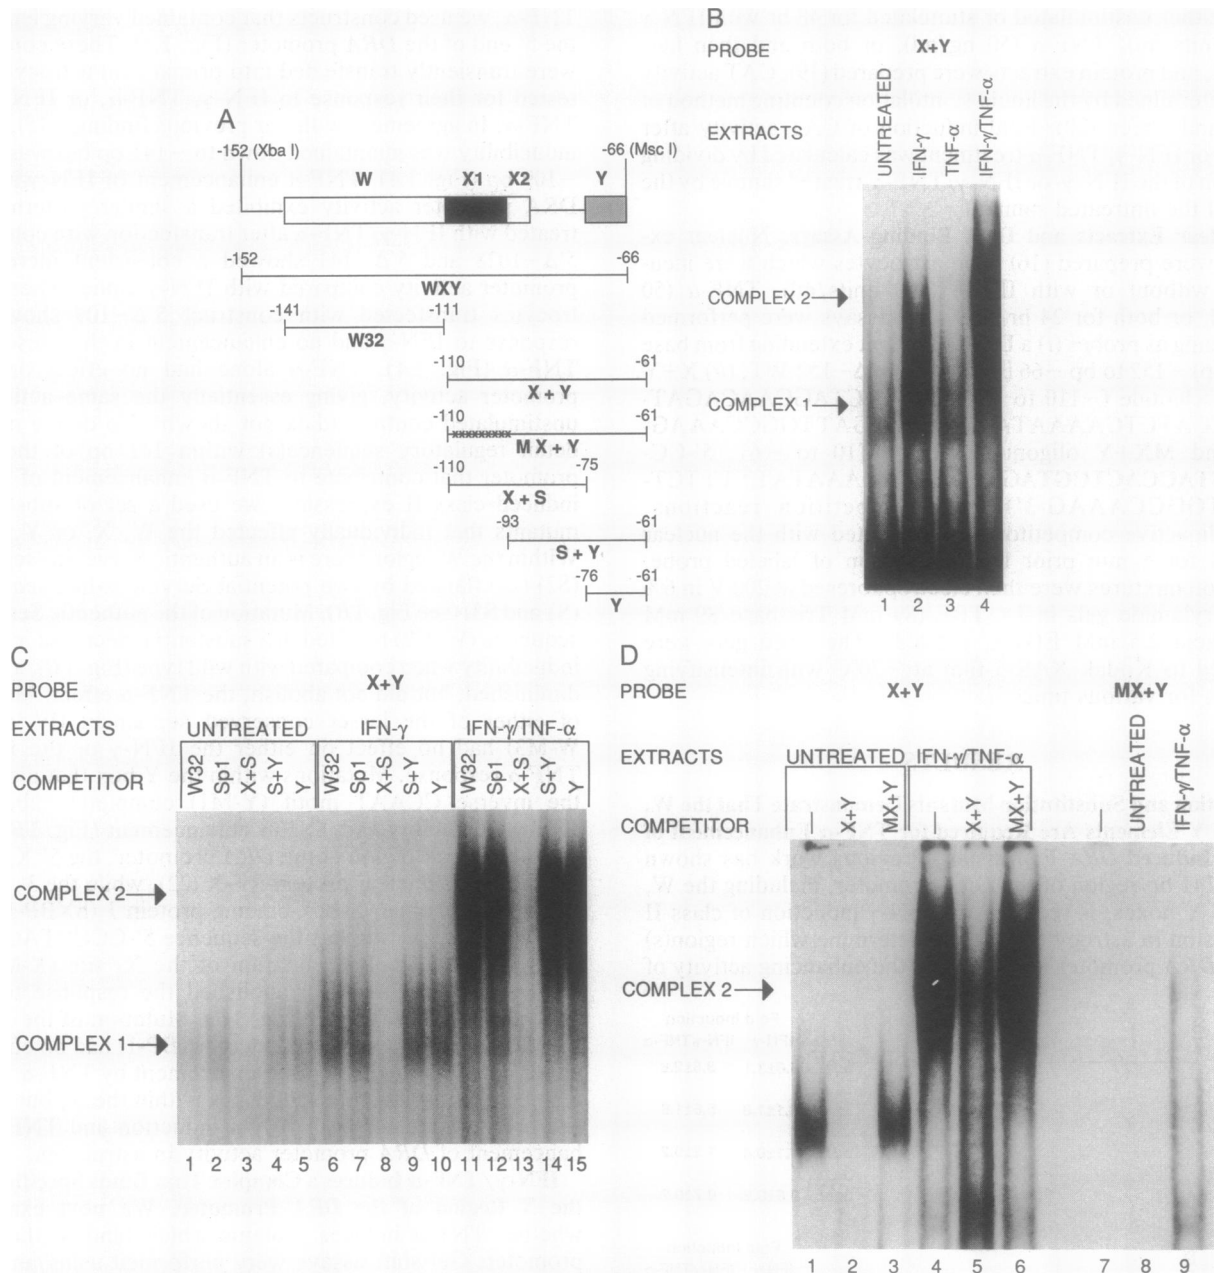 A
-152 (Xba I)
-66 (Msc I)
W
X1
X2
Y
-152
-66
WXY
-141
-111
W32
-110
-61
X + Y
-110
-61
M X + Y
-110
-75
X + S
-93
-61
S + Y
-76
-61
Y
B
PROBE
X+Y
EXTRACTS
UNTREATED
IFN-γ
TNF-α
IFN-γ/TNF-α
COMPLEX 2
COMPLEX 1
1 2 3 4
C
PROBE
X+Y
EXTRACTS
UNTREATED
IFN-γ
IFN-γ/TNF-α
COMPETITOR
W32
Sp1
X+S
S+Y
Y
W32
Sp1
X+S
S+Y
Y
W32
Sp1
X+S
S+Y
Y
COMPLEX 2
COMPLEX 1
1 2 3 4 5 6 7 8 9 10 11 12 13 14 15
D
PROBE
X+Y
MX+Y
EXTRACTS
UNTREATED
IFN-γ/TNF-α
UNTREATED
IFN-γ/TNF-α
COMPETITOR
–
X+Y
MX+Y
–
X+Y
MX+Y
–
–
–
COMPLEX 2
1 2 3 4 5 6 7 8 9